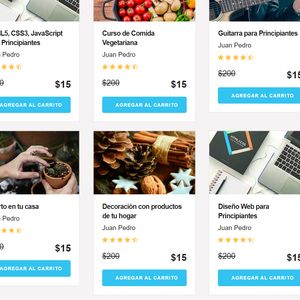 L5, CSS3, JavaScript
Principiantes
Pedro
$15
AGREGAR AL CARRITO
Curso de Comida
Vegetariana
Juan Pedro
$200 $15
AGREGAR AL CARRITO
Guitarra para Principiantes
Juan Pedro
$200 $15
AGREGAR AL CARRITO
to en tu casa
Pedro
$15
AGREGAR AL CARRITO
Decoración con productos
de tu hogar
Juan Pedro
$200 $15
AGREGAR AL CARRITO
Diseño Web para
Principiantes
Juan Pedro
$200 $15
AGREGAR AL CARRITO